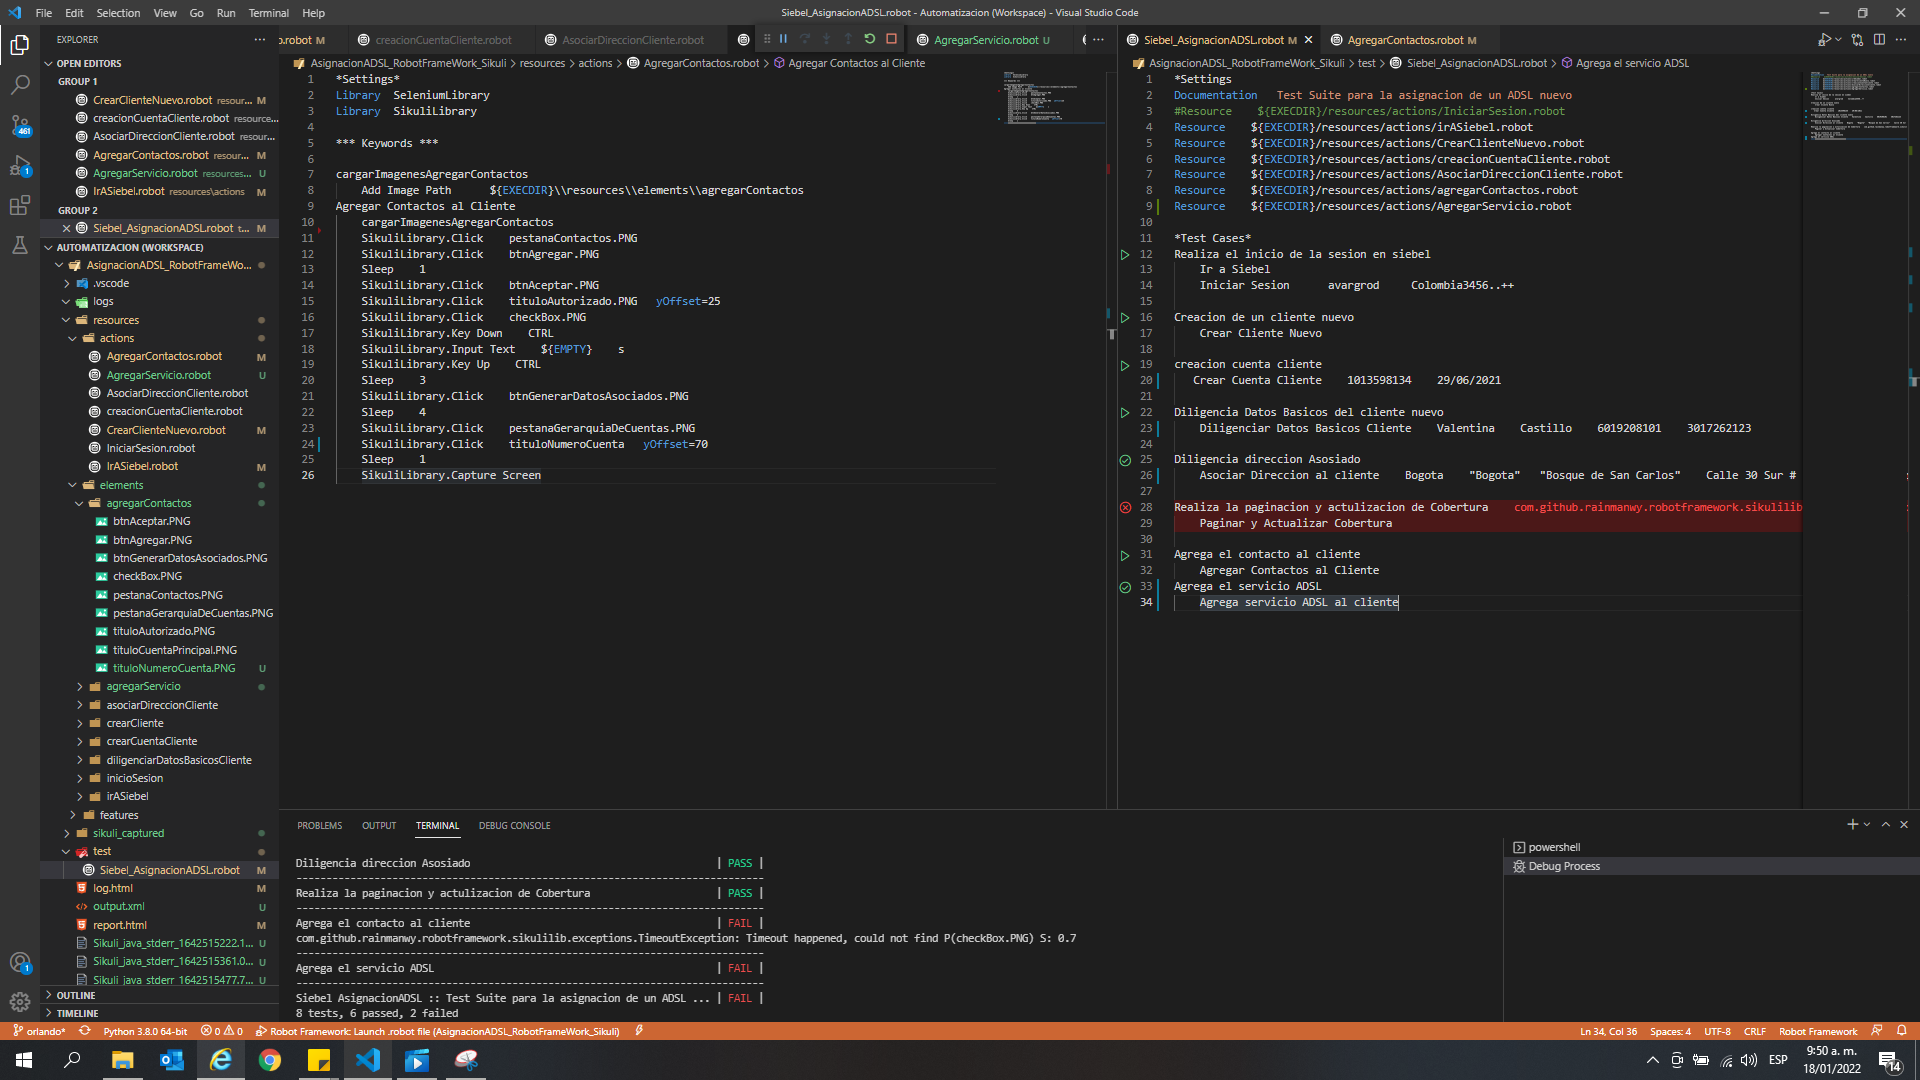 File Edit Selection View Go Run Terminal Help
Siebel_AsignacionADSL.robot - Automatizacion (Workspace) - Visual Studio Code
EXPLORER
OPEN EDITORS
GROUP 1
CrearClienteNuevo.robot resour... M
creacionCuentaCliente.robot resource...
AsociarDireccionCliente.robot resour...
AgregarContactos.robot resour... M
AgregarServicio.robot resources... U
IrASiebel.robot resources\actions M
GROUP 2
Siebel_AsignacionADSL.robot t... M
AUTOMATIZACION (WORKSPACE)
AsignacionADSL_RobotFrameWo...
.vscode
logs
resources
actions
AgregarContactos.robot M
AgregarServicio.robot U
AsociarDireccionCliente.robot
creacionCuentaCliente.robot
CrearClienteNuevo.robot M
IniciarSesion.robot
IrASiebel.robot M
elements
agregarContactos
btnAceptar.PNG
btnAgregar.PNG
btnGenerarDatosAsociados.PNG
checkBox.PNG
pestanaContactos.PNG
pestanaGerarquiaDeCuentas.PNG
tituloAutorizado.PNG
tituloCuentaPrincipal.PNG
tituloNumeroCuenta.PNG U
agregarServicio
asociarDireccionCliente
crearCliente
crearCuentaCliente
diligenciarDatosBasicosCliente
inicioSesion
irASiebel
features
sikuli_captured
test
Siebel_AsignacionADSL.robot M
log.html M
output.xml U
report.html M
Sikuli_java_stderr_1642515222.1... U
Sikuli_java_stderr_1642515361.0... U
Sikuli_java_stderr_1642515477.7... U
OUTLINE
TIMELINE
461
1
1
o.robot M creacionCuentaCliente.robot AsociarDireccionCliente.robot AgregarServicio.robot U
AsignacionADSL_RobotFrameWork_Sikuli > resources > actions > AgregarContactos.robot > Agregar Contactos al Cliente
1 *Settings*
2 Library SeleniumLibrary
3 Library SikuliLibrary
4
5 *** Keywords ***
6
7 cargarImagenesAgregarContactos
8 Add Image Path ${EXECDIR}\\resources\\elements\\agregarContactos
9 Agregar Contactos al Cliente
10 cargarImagenesAgregarContactos
11 SikuliLibrary.Click pestanaContactos.PNG
12 SikuliLibrary.Click btnAgregar.PNG
13 Sleep 1
14 SikuliLibrary.Click btnAceptar.PNG
15 SikuliLibrary.Click tituloAutorizado.PNG yOffset=25
16 SikuliLibrary.Click checkBox.PNG
17 SikuliLibrary.Key Down CTRL
18 SikuliLibrary.Input Text ${EMPTY} s
19 SikuliLibrary.Key Up CTRL
20 Sleep 3
21 SikuliLibrary.Click btnGenerarDatosAsociados.PNG
22 Sleep 4
23 SikuliLibrary.Click pestanaGerarquiaDeCuentas.PNG
24 SikuliLibrary.Click tituloNumeroCuenta yOffset=70
25 Sleep 1
26 SikuliLibrary.Capture Screen
Siebel_AsignacionADSL.robot M AgregarContactos.robot M
AsignacionADSL_RobotFrameWork_Sikuli > test > Siebel_AsignacionADSL.robot > Agrega el servicio ADSL
1 *Settings
2 Documentation Test Suite para la asignacion de un ADSL nuevo
3 #Resource ${EXECDIR}/resources/actions/IniciarSesion.robot
4 Resource ${EXECDIR}/resources/actions/irASiebel.robot
5 Resource ${EXECDIR}/resources/actions/CrearClienteNuevo.robot
6 Resource ${EXECDIR}/resources/actions/creacionCuentaCliente.robot
7 Resource ${EXECDIR}/resources/actions/AsociarDireccionCliente.robot
8 Resource ${EXECDIR}/resources/actions/agregarContactos.robot
9 Resource ${EXECDIR}/resources/actions/AgregarServicio.robot
10
11 *Test Cases*
12 Realiza el inicio de la sesion en siebel
13 Ir a Siebel
14 Iniciar Sesion avargrod Colombia3456..++
15
16 Creacion de un cliente nuevo
17 Crear Cliente Nuevo
18
19 creacion cuenta cliente
20 Crear Cuenta Cliente 1013598134 29/06/2021
21
22 Diligencia Datos Basicos del cliente nuevo
23 Diligenciar Datos Basicos Cliente Valentina Castillo 6019208101 3017262123
24
25 Diligencia direccion Asosiado
26 Asociar Direccion al cliente Bogota "Bogota" "Bosque de San Carlos" Calle 30 Sur #
27
28 Realiza la paginacion y actulizacion de Cobertura com.github.rainmanwy.robotframework.sikulilib
29 Paginar y Actualizar Cobertura
30
31 Agrega el contacto al cliente
32 Agregar Contactos al Cliente
33 Agrega el servicio ADSL
34 Agrega servicio ADSL al cliente
PROBLEMS OUTPUT TERMINAL DEBUG CONSOLE
Diligencia direccion Asosiado | PASS |
------------------------------------------------------------------------------
Realiza la paginacion y actulizacion de Cobertura | PASS |
------------------------------------------------------------------------------
Agrega el contacto al cliente | FAIL |
com.github.rainmanwy.robotframework.sikulilib.exceptions.TimeoutException: Timeout happened, could not find P(checkBox.PNG) S: 0.7
------------------------------------------------------------------------------
Agrega el servicio ADSL | FAIL |
------------------------------------------------------------------------------
Siebel AsignacionADSL :: Test Suite para la asignacion de un ADSL ... | FAIL |
8 tests, 6 passed, 2 failed
powershell
Debug Process
orlando* Python 3.8.0 64-bit 0 0 Robot Framework: Launch .robot file (AsignacionADSL_RobotFrameWork_Sikuli)
Ln 34, Col 36 Spaces: 4 UTF-8 CRLF Robot Framework
ESP
9:50 a. m.
18/01/2022
14